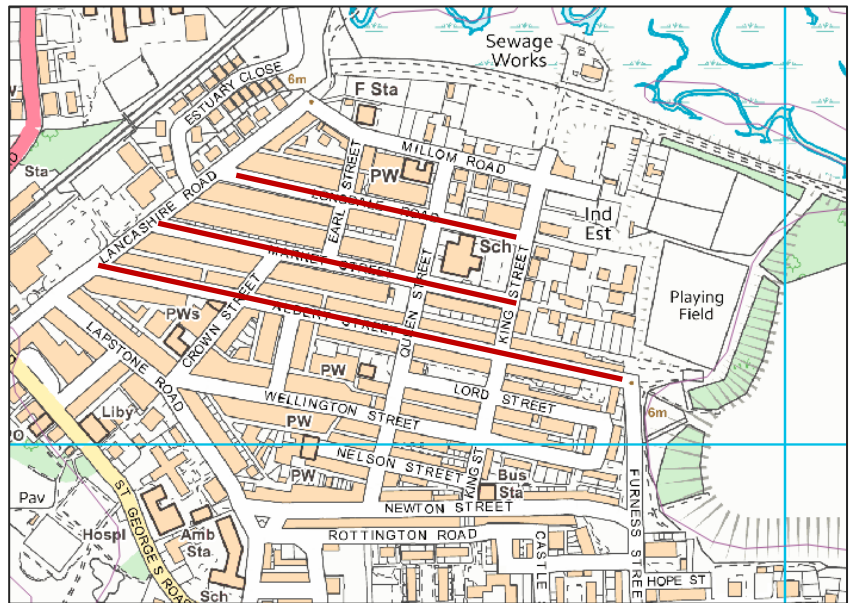 Sewage
Works
ESTUARY CLOSE
6m
F Sta
MILLOM ROAD
PW
EARL STREET
LONSDALE ROAD
Sta
LANCASHIRE ROAD
Ind
Est
Sch
MARKET STREET
QUEEN STREET
KING STREET
Playing
Field
PWs
CROWN STREET
ALBERT STREET
LAPSTONE ROAD
PW
LORD STREET
WELLINGTON STREET
6m
Liby
PW
NELSON STREET
PW
KING ST
Bus
Sta
Pav
ST GEORGE'S ROAD
NEWTON STREET
FURNESS STREE
Hospl
Amb
Sta
ROTTINGTON ROAD
CASTLE
HOPE ST
Sch